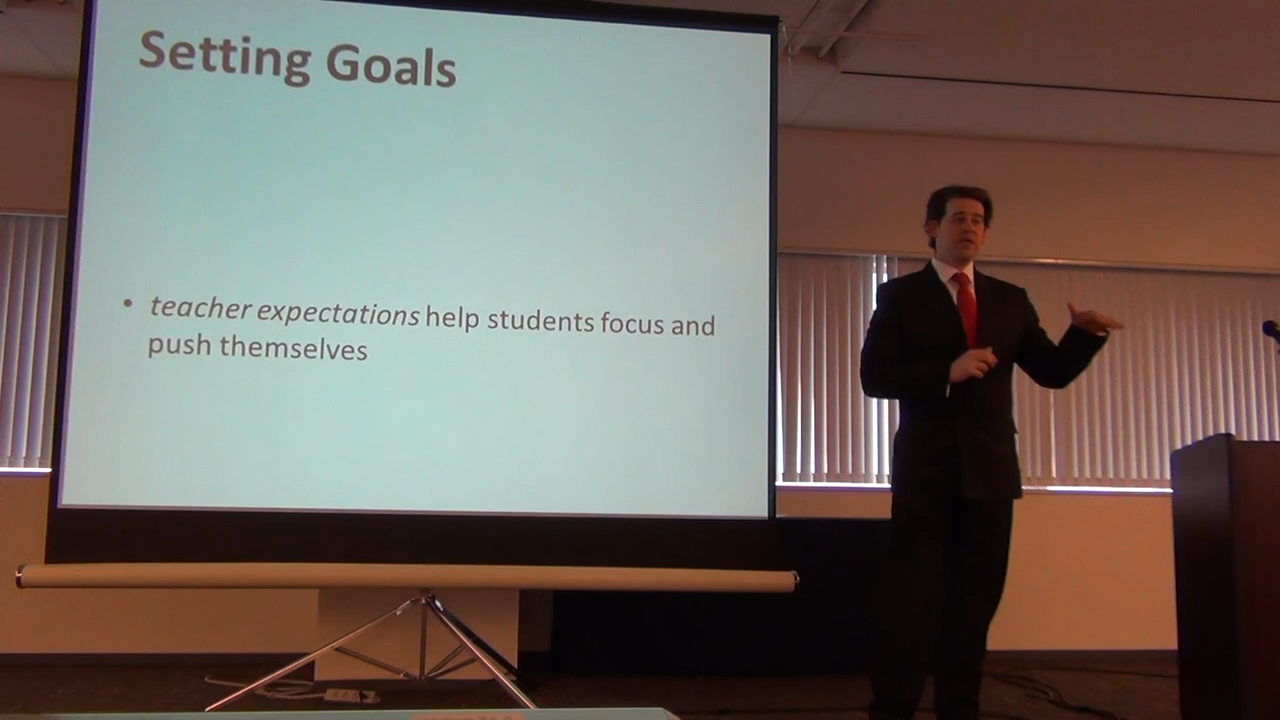 Setting Goals
• teacher expectations help students focus and
push themselves